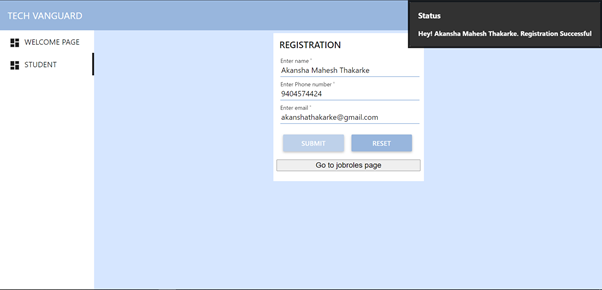 TECH VANGUARD
Status
Hey! Akansha Mahesh Thakarke. Registration Successful
WELCOME PAGE
STUDENT
REGISTRATION
Enter name *
Akansha Mahesh Thakarke
Enter Phone number *
9404574424
Enter email *
akanshathakarke@gmail.com
SUBMIT RESET
Go to jobroles page